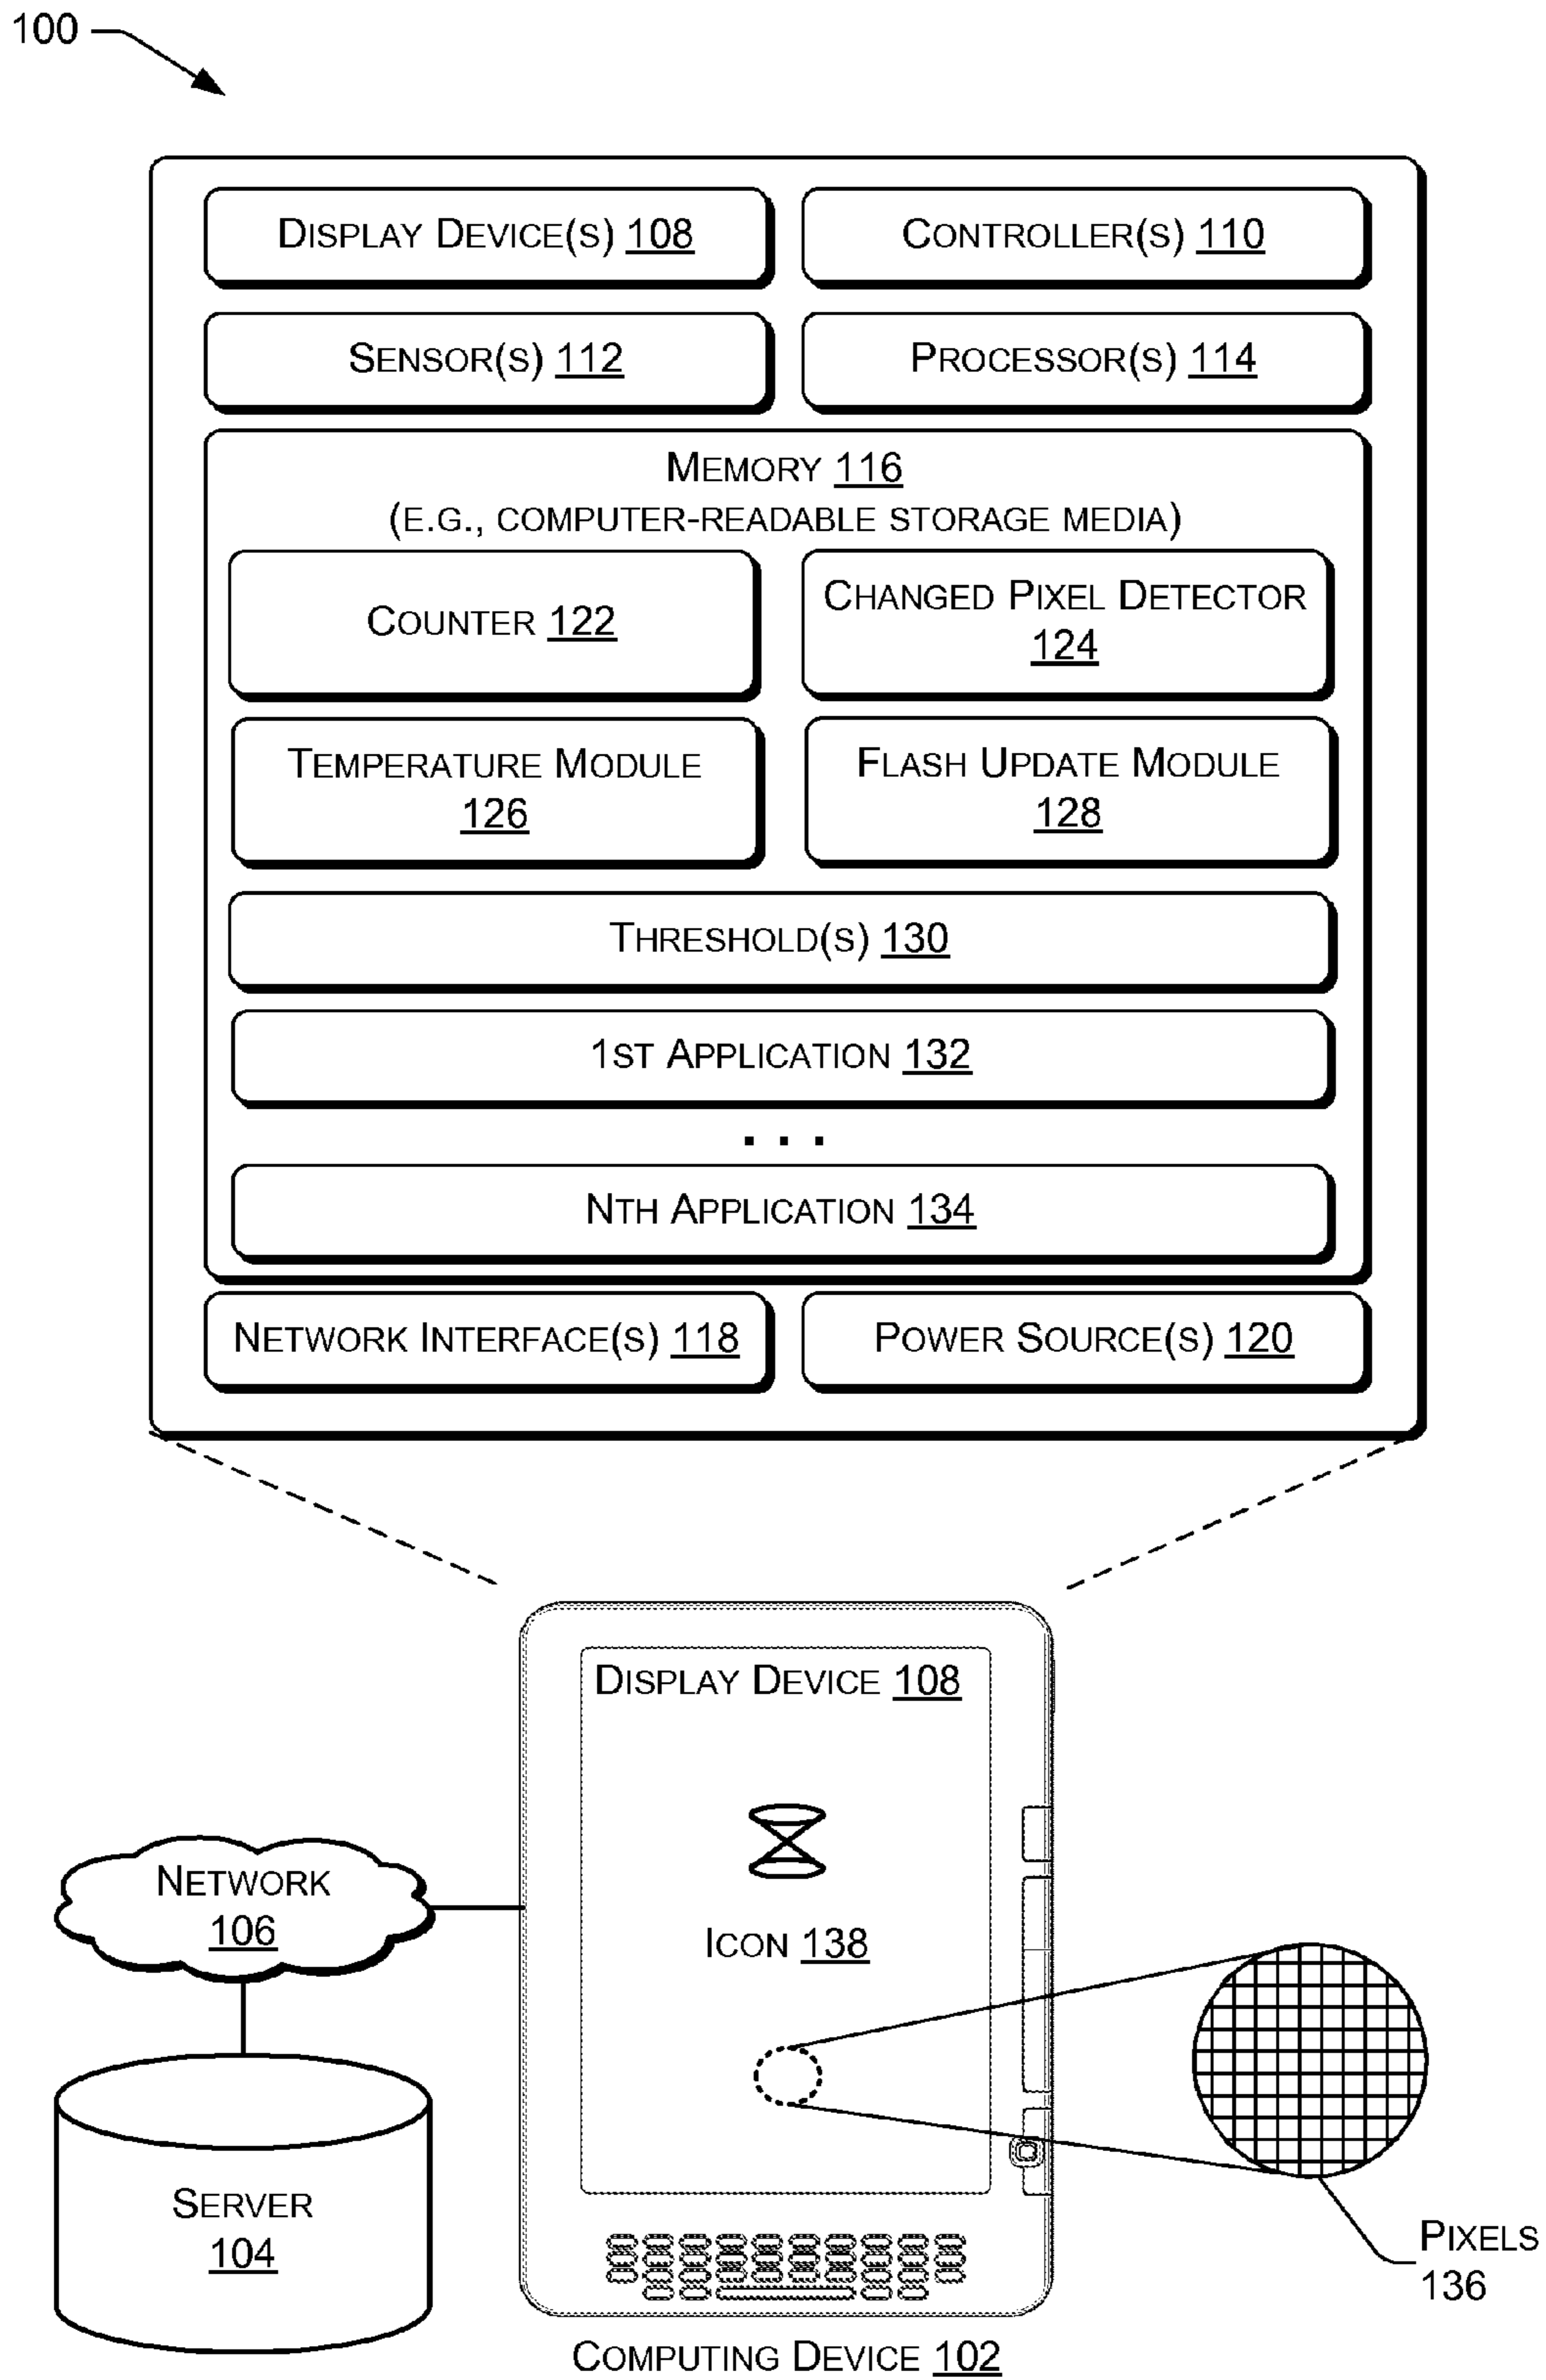 100
DISPLAY DEVICE(S) 108
CONTROLLER(S) 110
SENSOR(S) 112
PROCESSOR(S) 114
MEMORY 116
(E.G., COMPUTER-READABLE STORAGE MEDIA)
COUNTER 122
CHANGED PIXEL DETECTOR
124
TEMPERATURE MODULE
126
FLASH UPDATE MODULE
128
THRESHOLD(S) 130
1ST APPLICATION 132
...
NTH APPLICATION 134
NETWORK INTERFACE(S) 118
POWER SOURCE(S) 120
DISPLAY DEVICE 108
ICON 138
NETWORK
106
SERVER
104
PIXELS
136
COMPUTING DEVICE 102